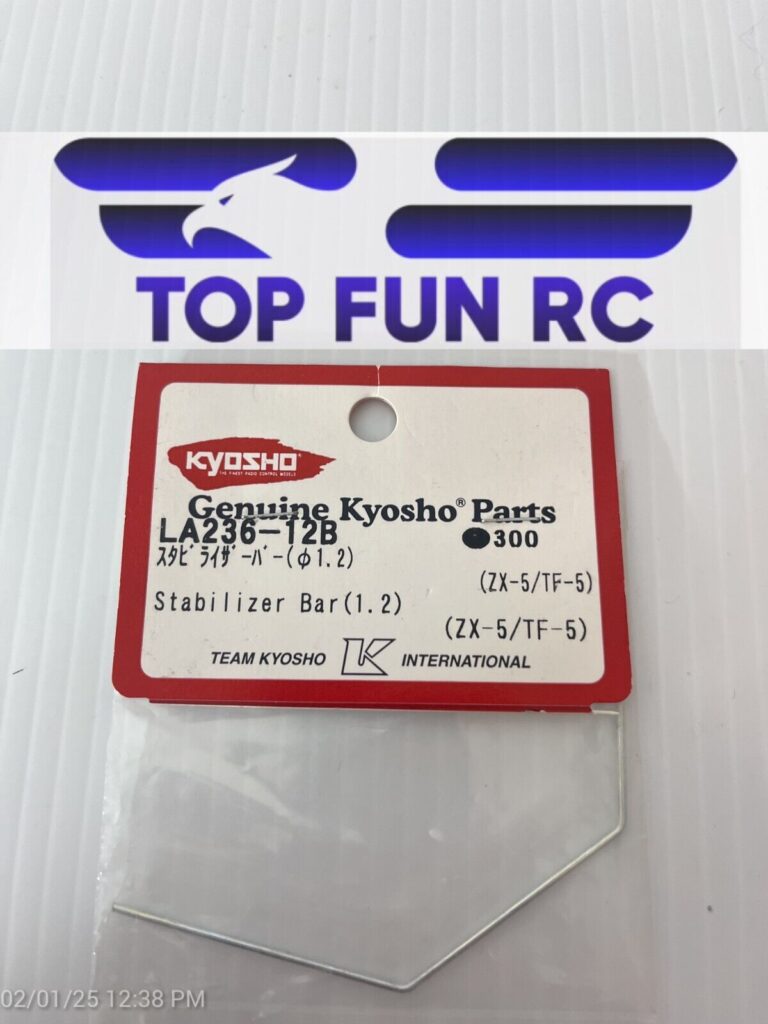 TOP FUN RC
KYOSHO
THE FINEST RADIO CONTROL MODELS
Genuine Kyosho® Parts
LA236-12B ●300
スタビライザーバー(φ1.2)
(ZX-5/TF-5)
Stabilizer Bar(1.2)
(ZX-5/TF-5)
TEAM KYOSHO K INTERNATIONAL
02/01/25 12:38 PM